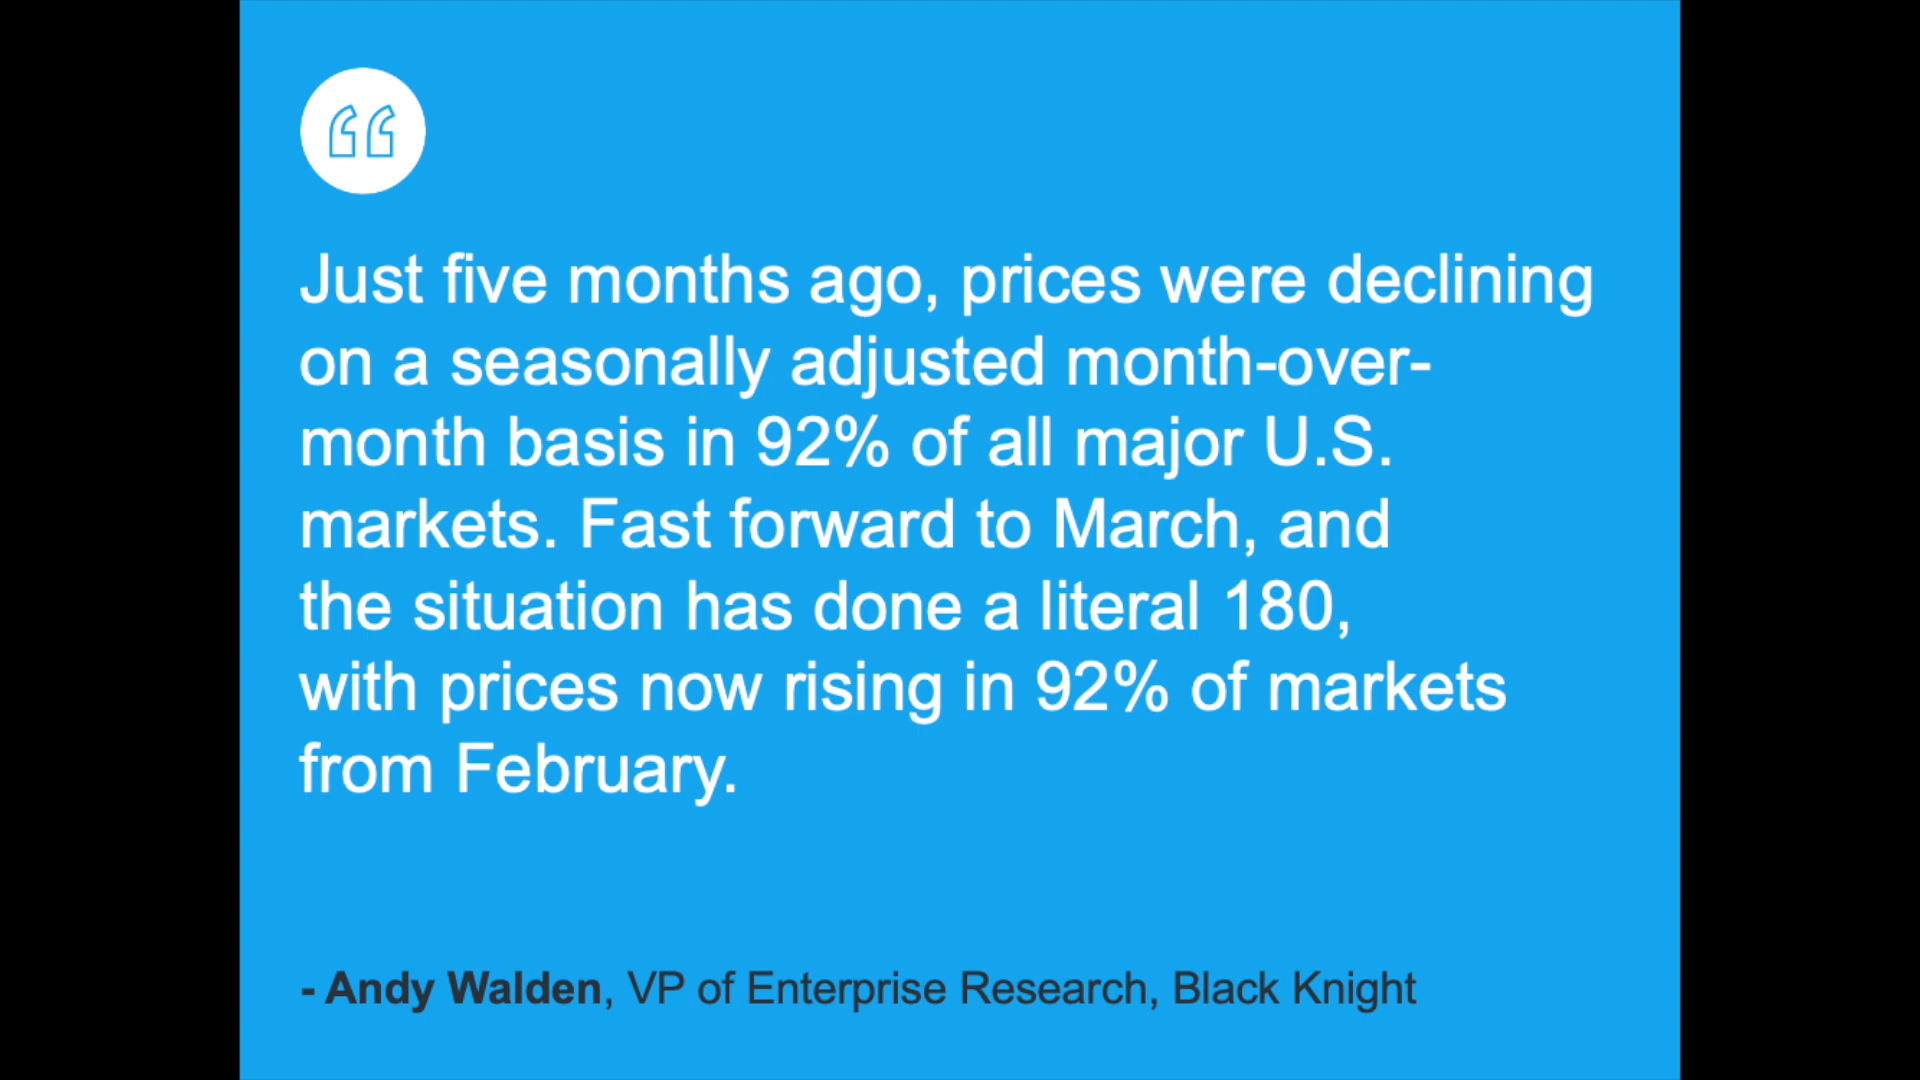 “
Just five months ago, prices were declining
on a seasonally adjusted month-over-
month basis in 92% of all major U.S.
markets. Fast forward to March, and
the situation has done a literal 180,
with prices now rising in 92% of markets
from February.
- Andy Walden, VP of Enterprise Research, Black Knight